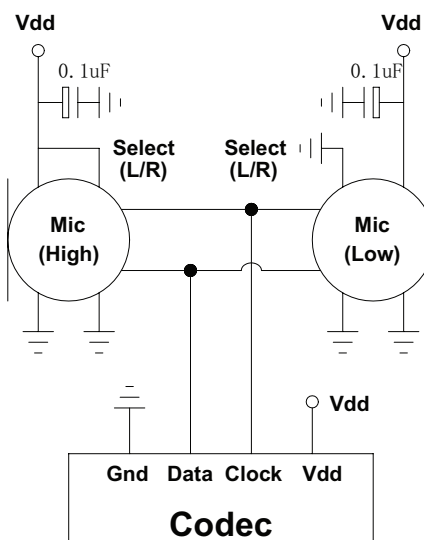 Vdd Vdd
0.1uF 0.1uF
Select Select
(L/R) (L/R)
Mic Mic
(High) (Low)
Vdd
Gnd Data Clock Vdd
Codec